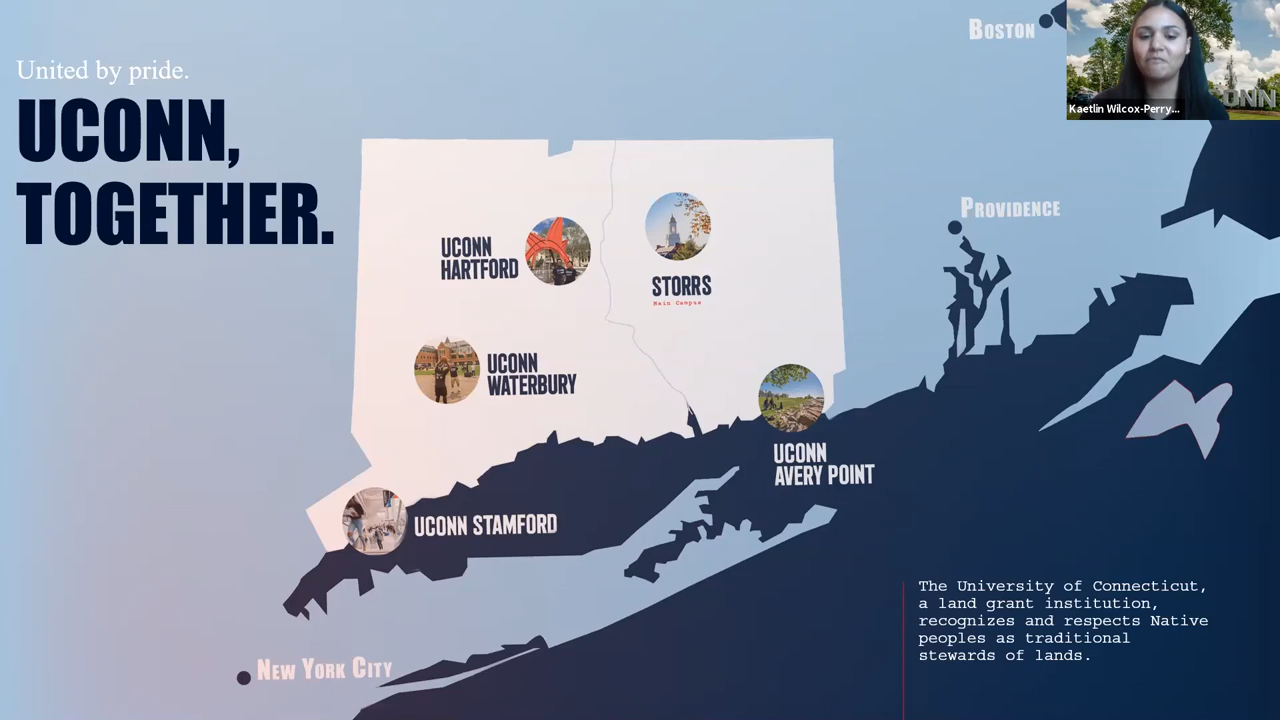 United by pride.
UCONN,
TOGETHER.
BOSTON
Kaetlin Wilcox-Perry...
PROVIDENCE
UCONN
HARTFORD
STORRS
Main Campus
UCONN
WATERBURY
UCONN
AVERY POINT
UCONN STAMFORD
NEW YORK CITY
The University of Connecticut,
a land grant institution,
recognizes and respects Native
peoples as traditional
stewards of lands.